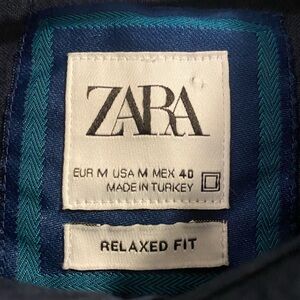 ZARA
EUR M USA M MEX 40
MADE IN TURKEY
RELAXED FIT